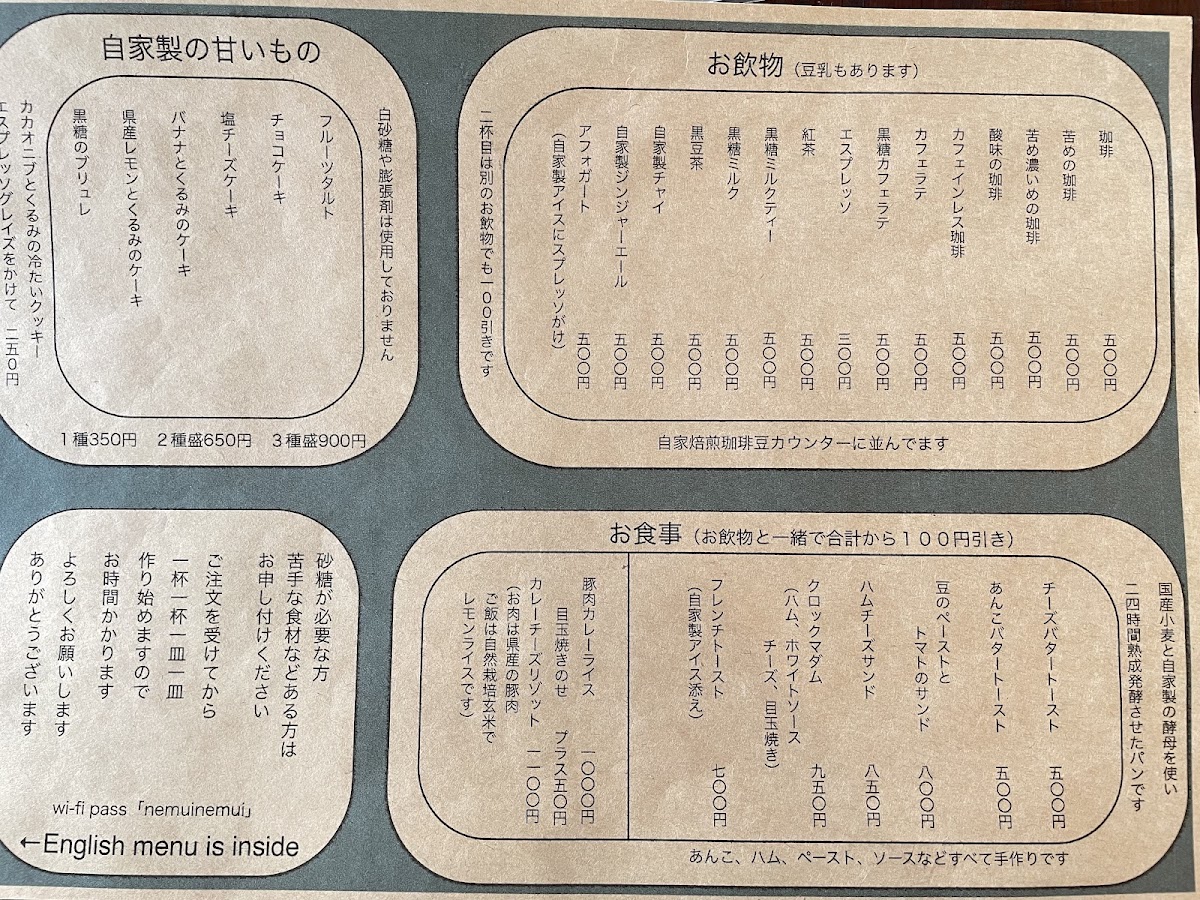 お飲物（豆乳もあります）
珈琲 五〇〇円
苦めの珈琲 五〇〇円
苦め濃いめの珈琲 五〇〇円
酸味の珈琲 五〇〇円
カフェインレス珈琲 五〇〇円
カフェラテ 五〇〇円
黒糖カフェラテ 五〇〇円
エスプレッソ 三〇〇円
紅茶 五〇〇円
黒糖ミルクティー 五〇〇円
黒糖ミルク 五〇〇円
黒豆茶 五〇〇円
自家製チャイ 五〇〇円
自家製ジンジャーエール 五〇〇円
アフォガート 五〇〇円
（自家製アイスにスプレッソがけ）
二杯目は別のお飲物でも一００引きです
自家焙煎珈琲豆カウンターに並んでます
自家製の甘いもの
白砂糖や膨張剤は使用しておりません
フルーツタルト
チョコケーキ
塩チーズケーキ
バナナとくるみのケーキ
県産レモンとくるみのケーキ
黒糖のブリュレ
カカオニブとくるみの冷たいクッキー
エスプレッソグレイズをかけて 二五０円
１種350円 ２種盛650円 ３種盛900円
お食事（お飲物と一緒で合計から１００円引き）
国産小麦と自家製の酵母を使い
二四時間熟成発酵させたパンです
チーズバタートースト 五〇〇円
あんこバタートースト 五〇〇円
豆のペーストと
トマトのサンド 八〇〇円
ハムチーズサンド 八五〇円
クロックマダム 九五〇円
（ハム、ホワイトソース
チーズ、目玉焼き）
フレンチトースト 七〇〇円
（自家製アイス添え）
豚肉カレーライス 一〇〇〇円
目玉焼きのせ プラス五〇円
カレーチーズリゾット 一一〇〇円
（お肉は県産の豚肉
ご飯は自然栽培玄米で
レモンライスです）
あんこ、ハム、ペースト、ソースなどすべて手作りです
砂糖が必要な方
苦手な食材などある方は
お申し付けください
ご注文を受けてから
一杯一杯一皿一皿
作り始めますので
お時間かかります
よろしくお願いします
ありがとうございます
wi-fi pass「nemuinemui」
←English menu is inside